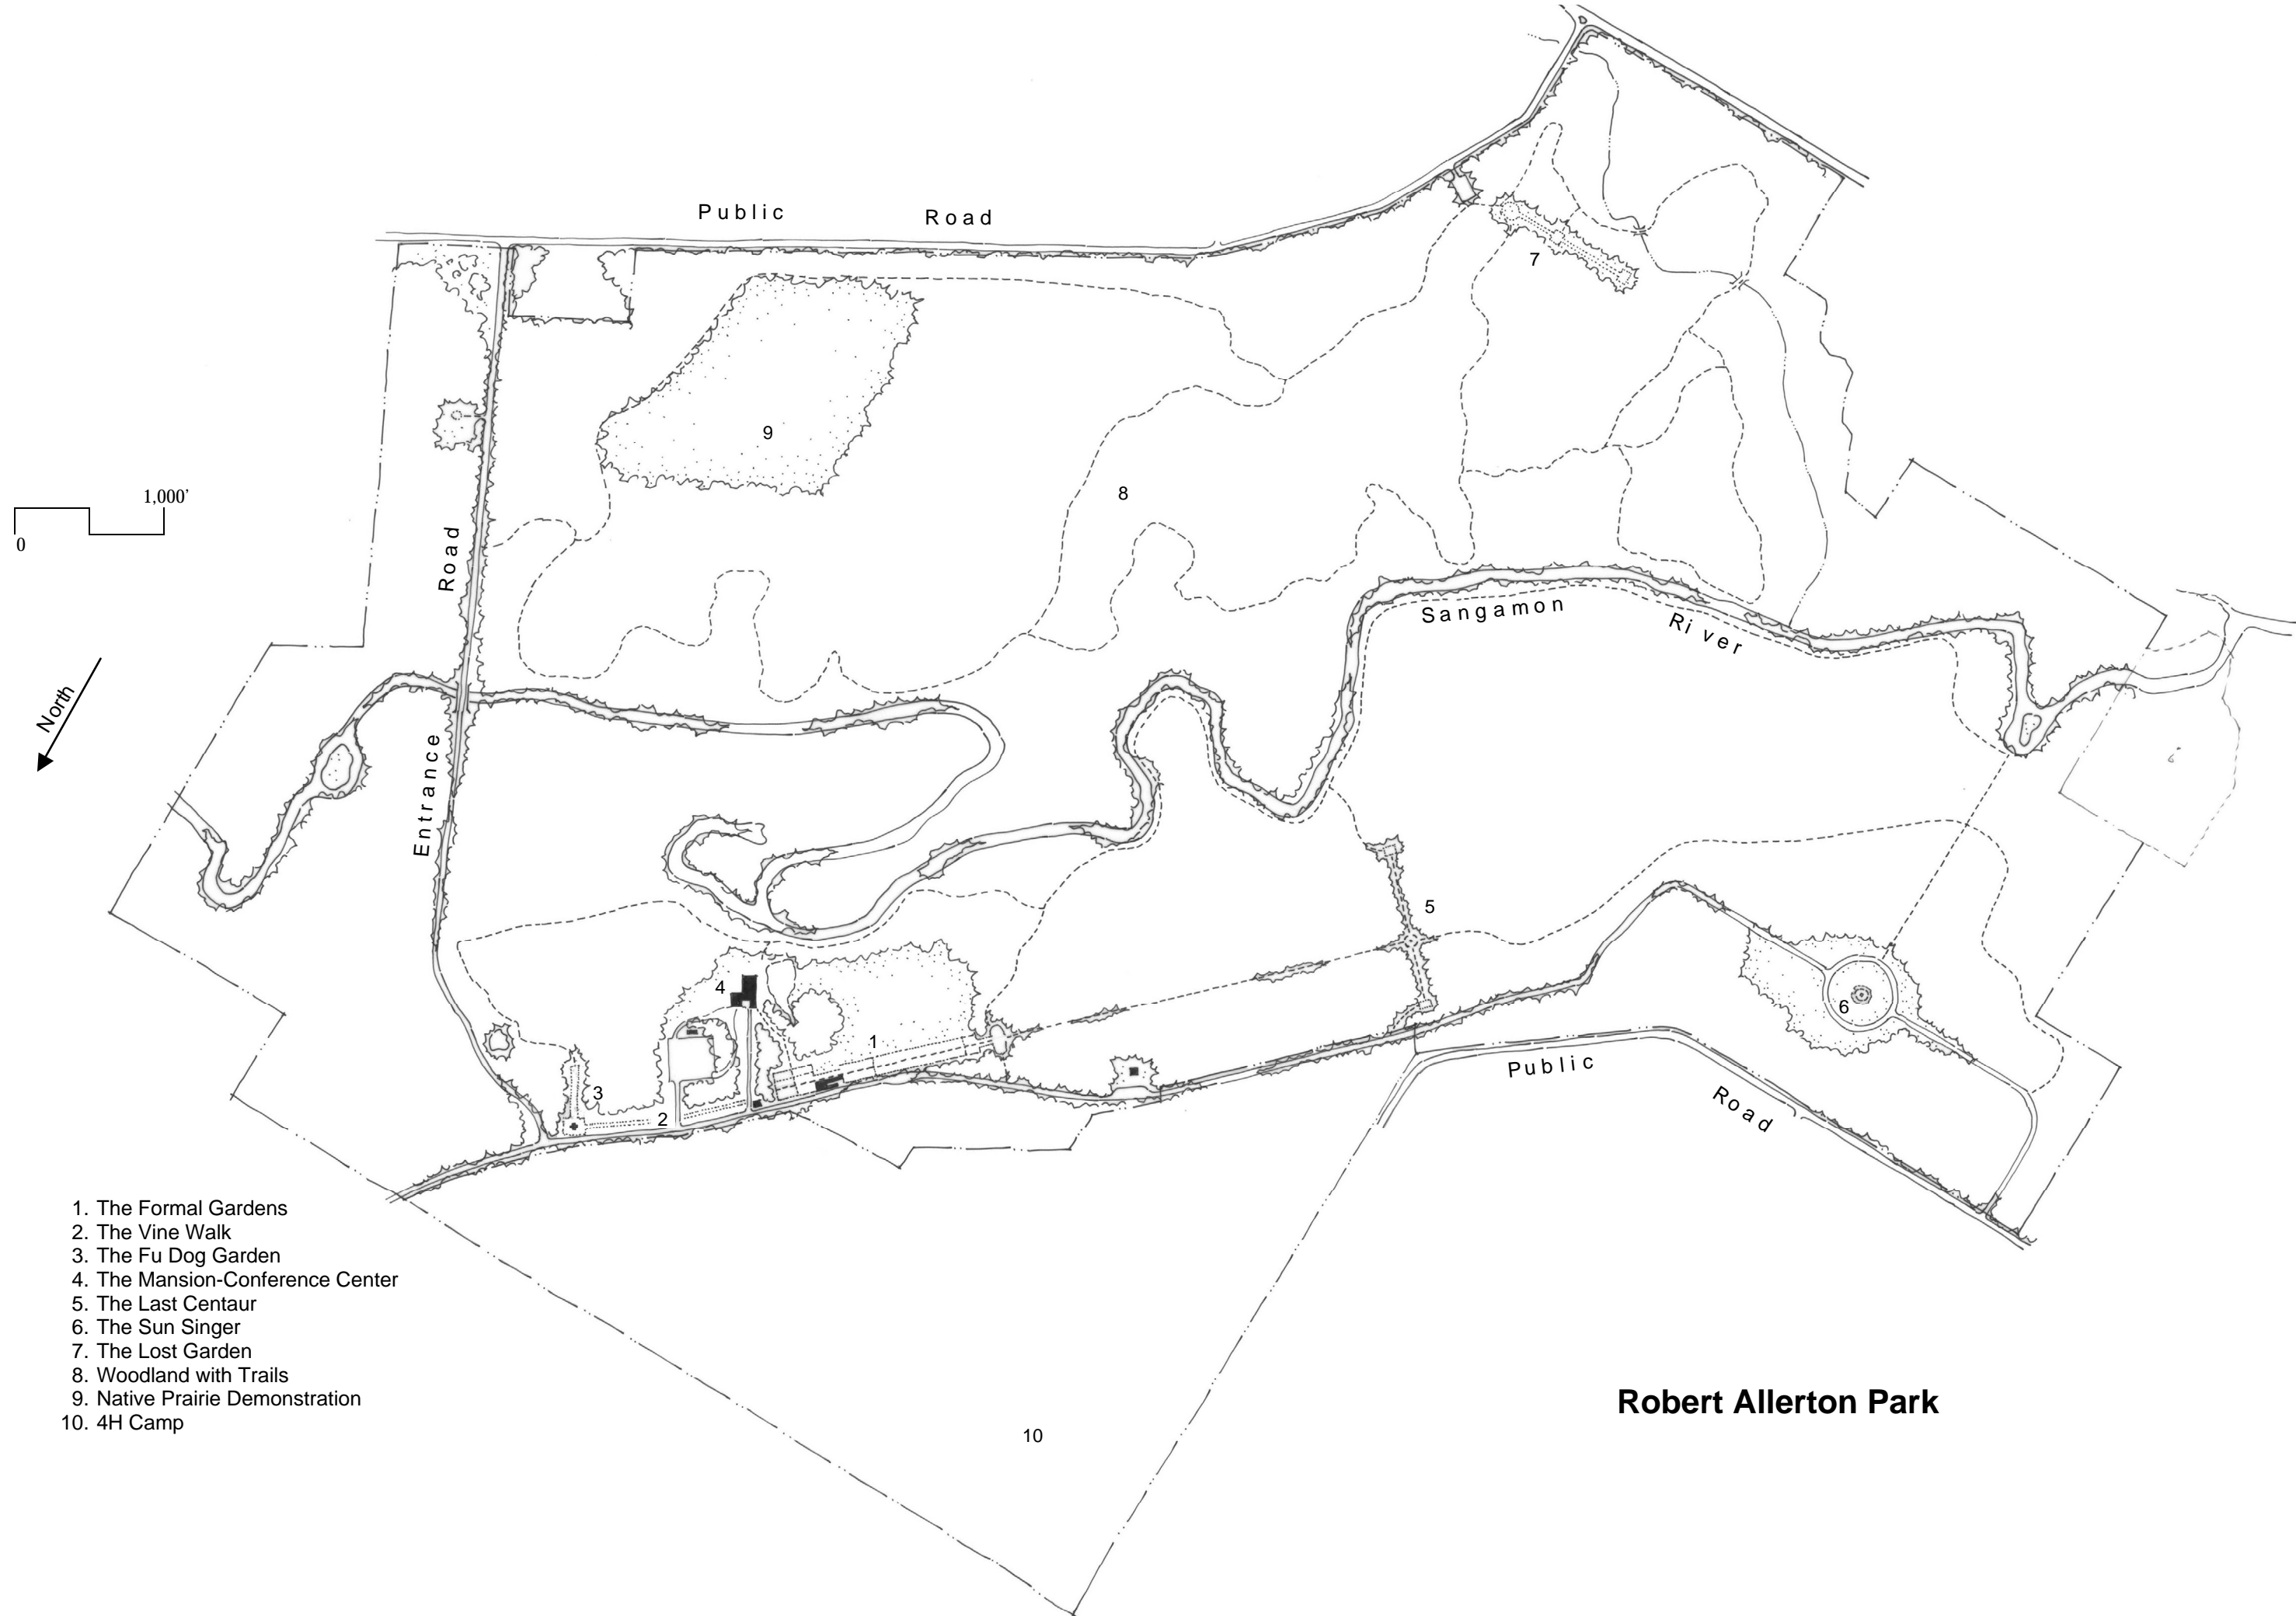 Public Road
7
9
1,000’
8
0
Road
Sangamon
River
North
Entrance
5
4
6
1
Public
3
Road
2
1. The Formal Gardens
2. The Vine Walk
3. The Fu Dog Garden
4. The Mansion-Conference Center
5. The Last Centaur
6. The Sun Singer
7. The Lost Garden
8. Woodland with Trails
9. Native Prairie Demonstration
10. 4H Camp
Robert Allerton Park
10